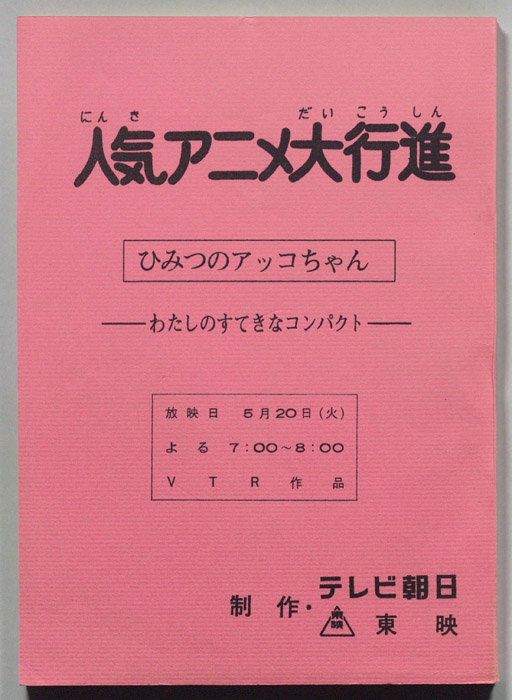 にんき だいこうしん
人気アニメ大行進
ひみつのアッコちゃん
──わたしのすてきなコンパクト──
放映日 5月20日(火)
よる 7:00~8:00
VTR作品
制作・テレビ朝日
東映 東映